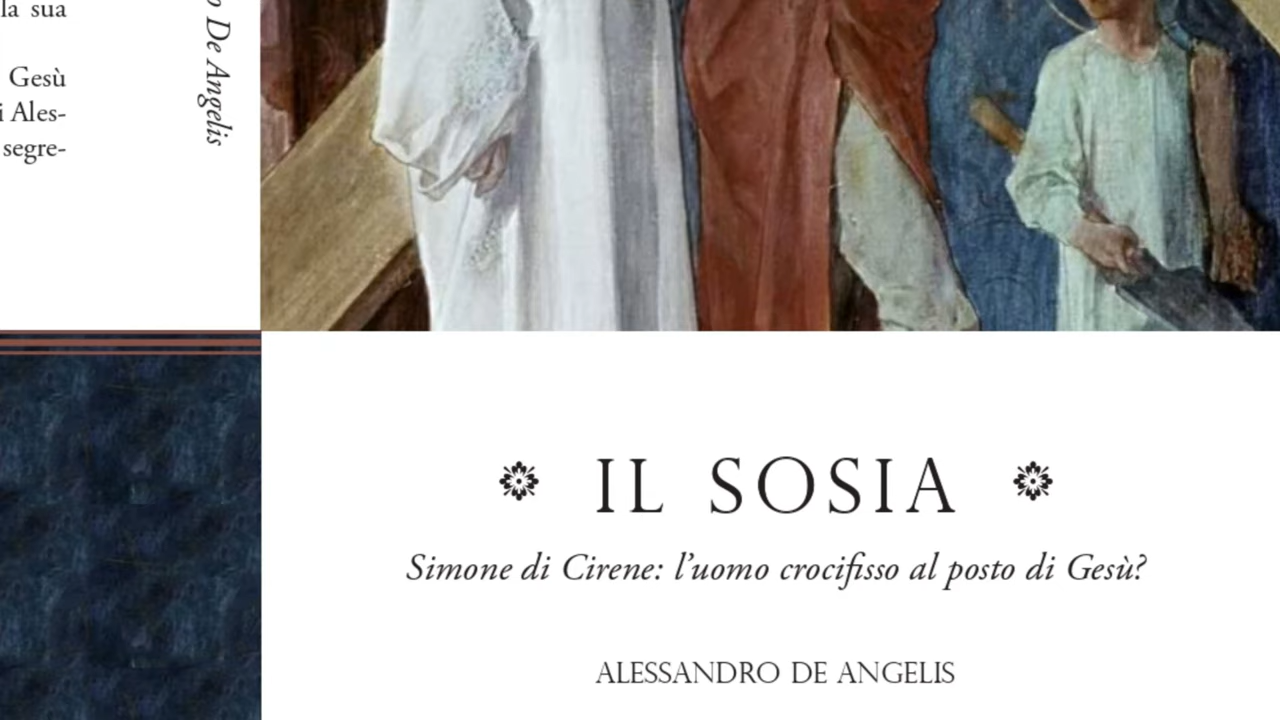 la sua
Gesù
i Ales-
segre-
De Angelis
IL SOSIA
Simone di Cirene: l’uomo crocifisso al posto di Gesù?
ALESSANDRO DE ANGELIS